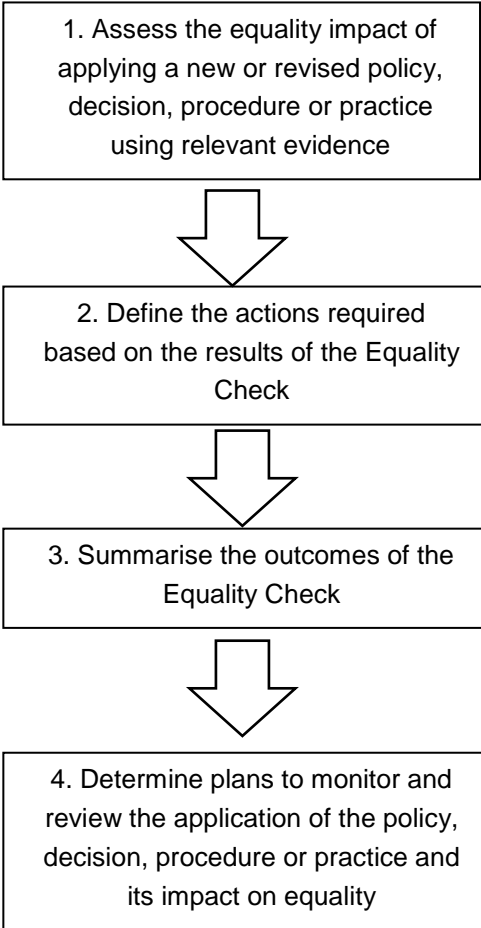 1. Assess the equality impact of
applying a new or revised policy,
decision, procedure or practice
using relevant evidence
2. Define the actions required
based on the results of the Equality
Check
3. Summarise the outcomes of the
Equality Check
4. Determine plans to monitor and
review the application of the policy,
decision, procedure or practice and
its impact on equality